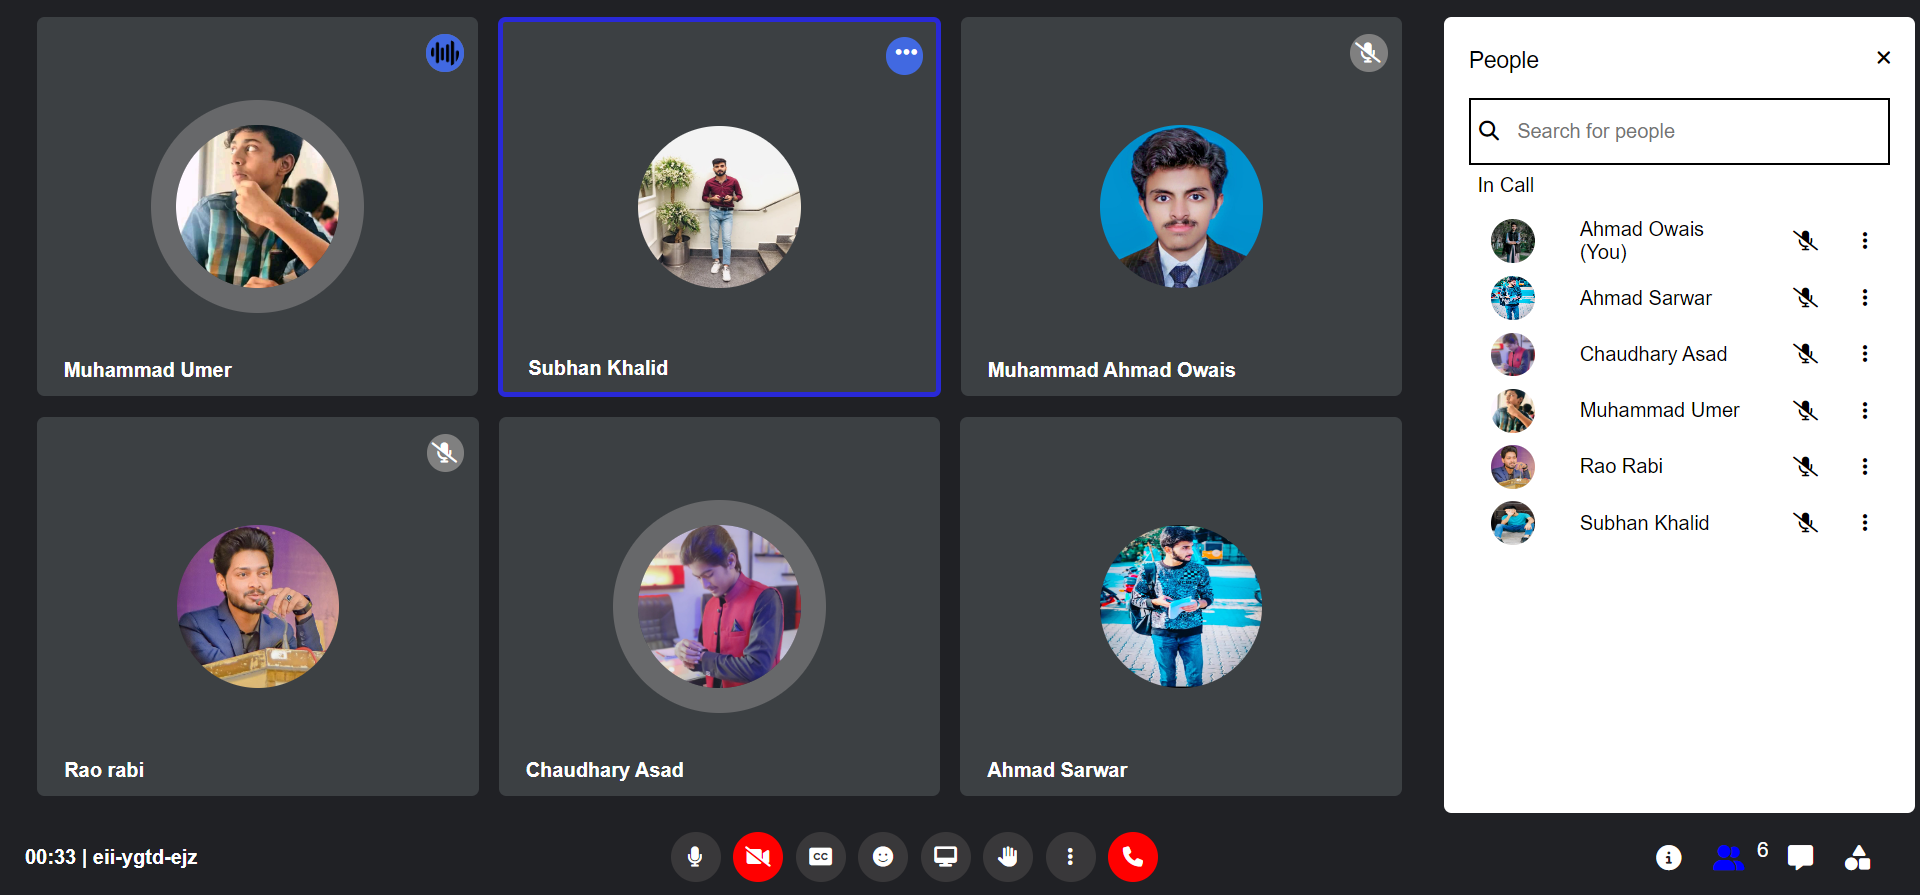 Muhammad Umer
Subhan Khalid
Muhammad Ahmad Owais
Rao rabi
Chaudhary Asad
Ahmad Sarwar
People
Search for people
In Call
Ahmad Owais
(You)
Ahmad Sarwar
Chaudhary Asad
Muhammad Umer
Rao Rabi
Subhan Khalid
00:33 | eii-ygtd-ejz
CC
6